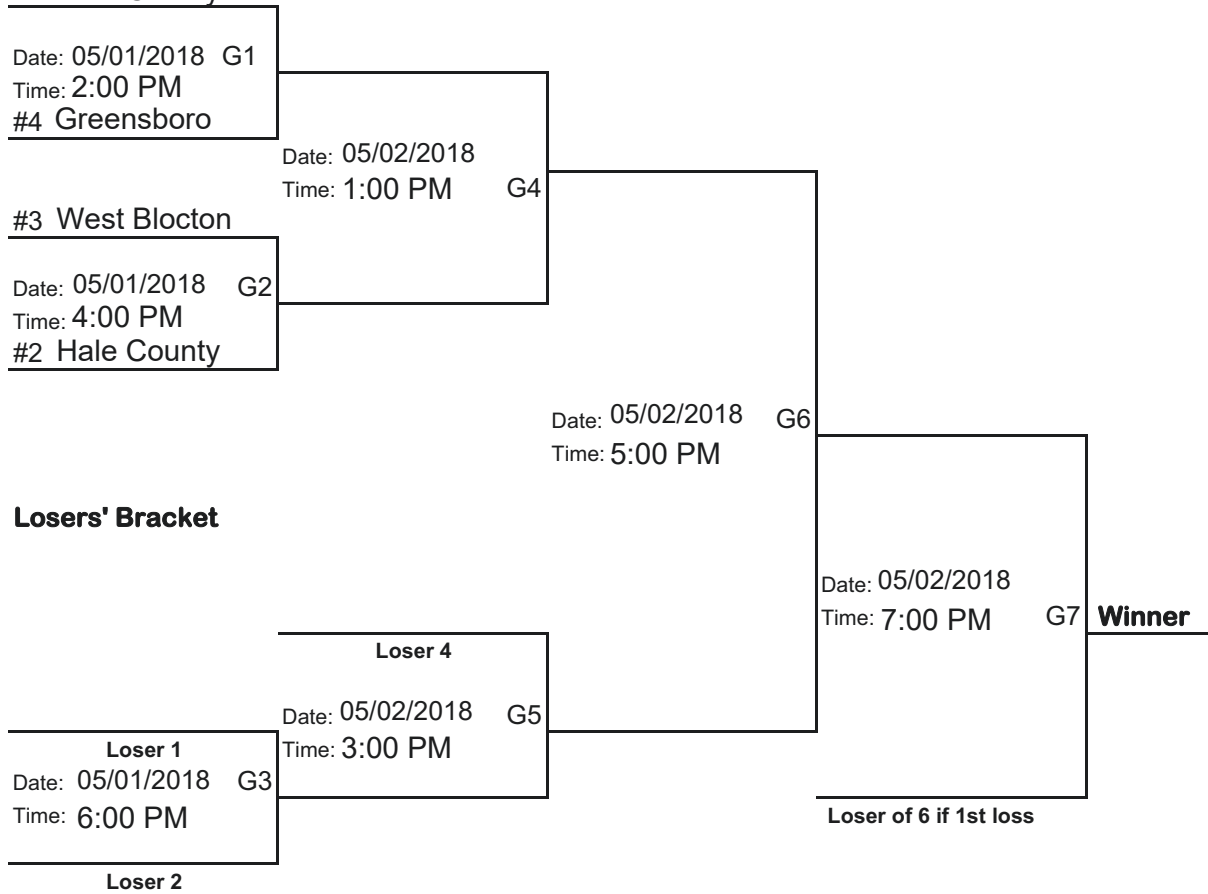 Date: 05/01/2018 G1
Time: 2:00 PM
#4 Greensboro
Date: 05/02/2018
Time: 1:00 PM G4
#3 West Blocton
Date: 05/01/2018 G2
Time: 4:00 PM
#2 Hale County
Date: 05/02/2018 G6
Time: 5:00 PM
Losers' Bracket
Date: 05/02/2018
Time: 7:00 PM G7 Winner
Loser 4
Date: 05/02/2018 G5
Time: 3:00 PM
Loser 1
Date: 05/01/2018 G3
Time: 6:00 PM
Loser of 6 if 1st loss
Loser 2